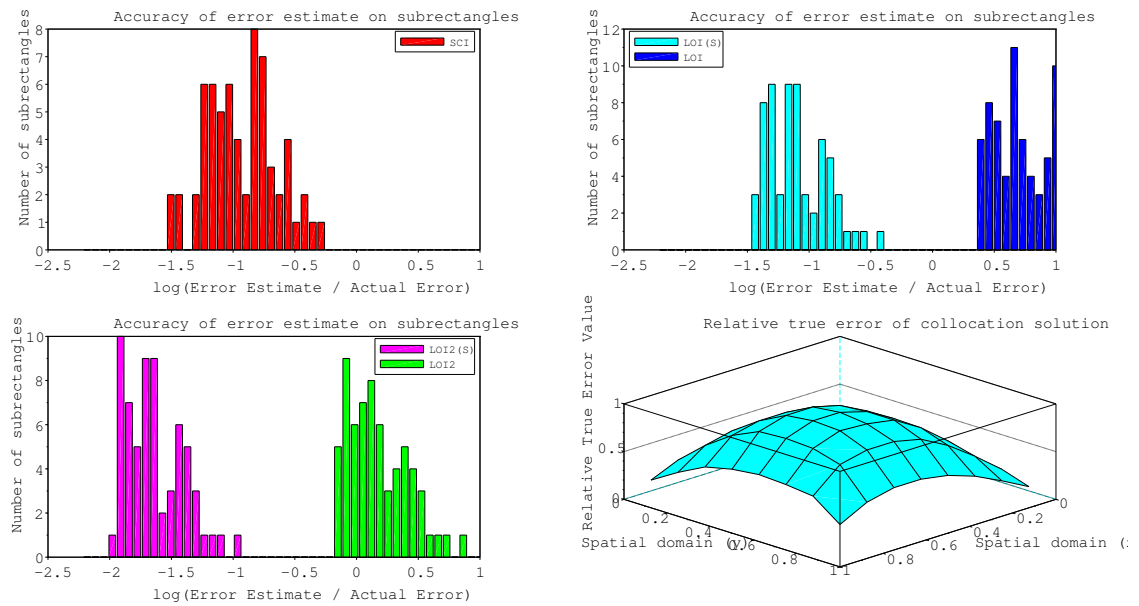 Accuracy of error estimate on subrectangles
Number of subrectangles
8
7
6
5
4
3
2
1
0
SCI
−2.5 −2 −1.5 −1 −0.5 0 0.5 1
log(Error Estimate / Actual Error)
Accuracy of error estimate on subrectangles
Number of subrectangles
12
10
8
6
4
2
0
LOI(S)
LOI
−2.5 −2 −1.5 −1 −0.5 0 0.5 1
log(Error Estimate / Actual Error)
Accuracy of error estimate on subrectangles
Number of subrectangles
10
8
6
4
2
0
LOI2(S)
LOI2
−2.5 −2 −1.5 −1 −0.5 0 0.5 1
log(Error Estimate / Actual Error)
Relative true error of collocation solution
Relative True Error Value
1
0.5
0
0.2
0.4
0.6
0.8
1
Spatial domain (y)
0
0.2
0.4
0.6
0.8
1
Spatial domain (